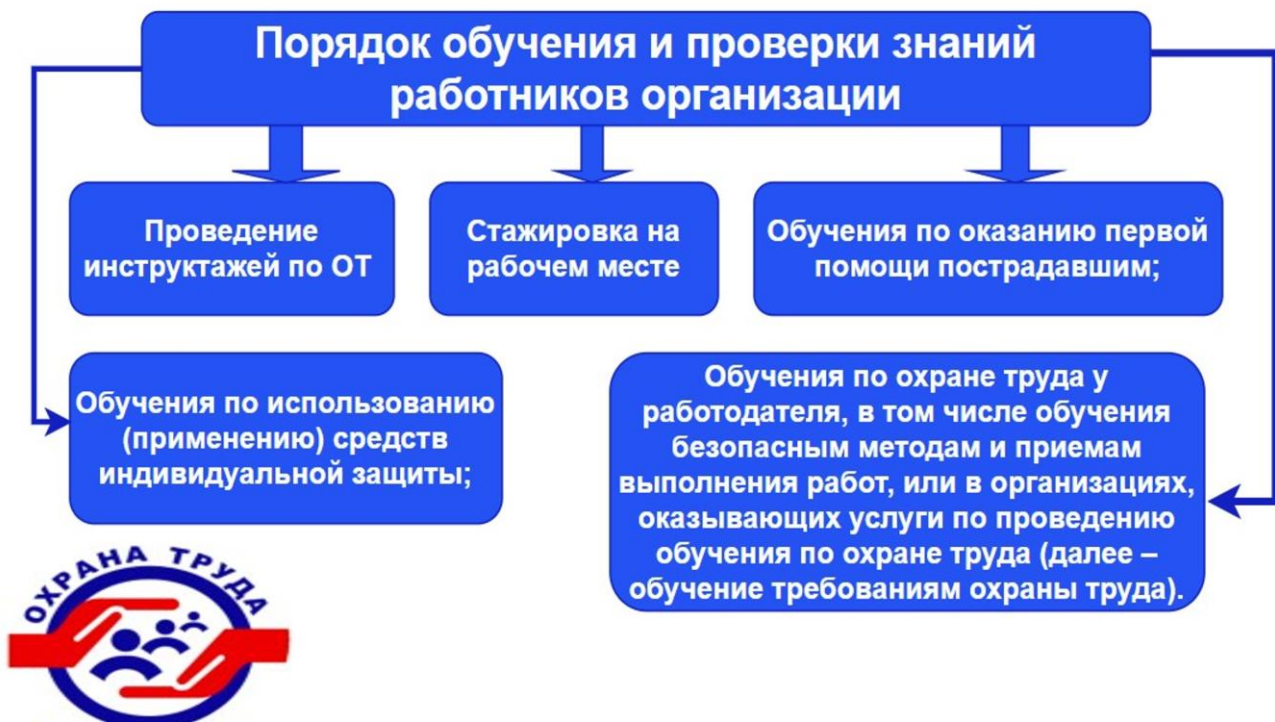 Порядок обучения и проверки знаний
работников организации
Проведение
инструктажей по ОТ
Стажировка на
рабочем месте
Обучения по оказанию первой
помощи пострадавшим;
Обучения по использованию
(применению) средств
индивидуальной защиты;
Обучения по охране труда у
работодателя, в том числе обучения
безопасным методам и приемам
выполнения работ, или в организациях,
оказывающих услуги по проведению
обучения по охране труда (далее –
обучение требованиям охраны труда).
ОХРАНА ТРУДА